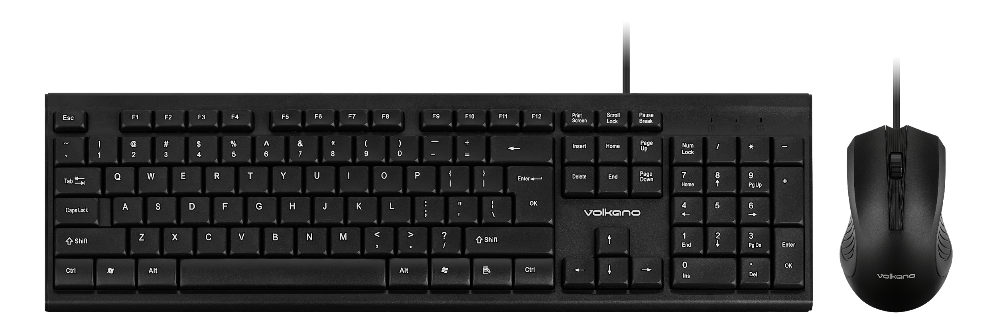 Esc F1 F2 F3 F4 F5 F6 F7 F8 F9 F10 F11 F12 Print Screen Scroll Lock Pause Break
~ ! @ # $ % ^ & * ( ) — +
` 1 2 3 4 5 6 7 8 9 0 - = ← Insert Home Page Up Num Lock / * −
Tab Q W E R T Y U I O P { [ } ] Enter OK Delete End Page Down 7 Home 8 ↑ 9 Pg Up +
Caps Lock A S D F G H J K L : ; " ' | \ volkano 4 ← 5 6 →
⇧ Shift Z X C V B N M < , > . ? / ⇧ Shift ↑ 1 End 2 ↓ 3 Pg Dn Enter OK
Ctrl Alt Alt Ctrl ← ↓ → 0 Ins . Del
volkano